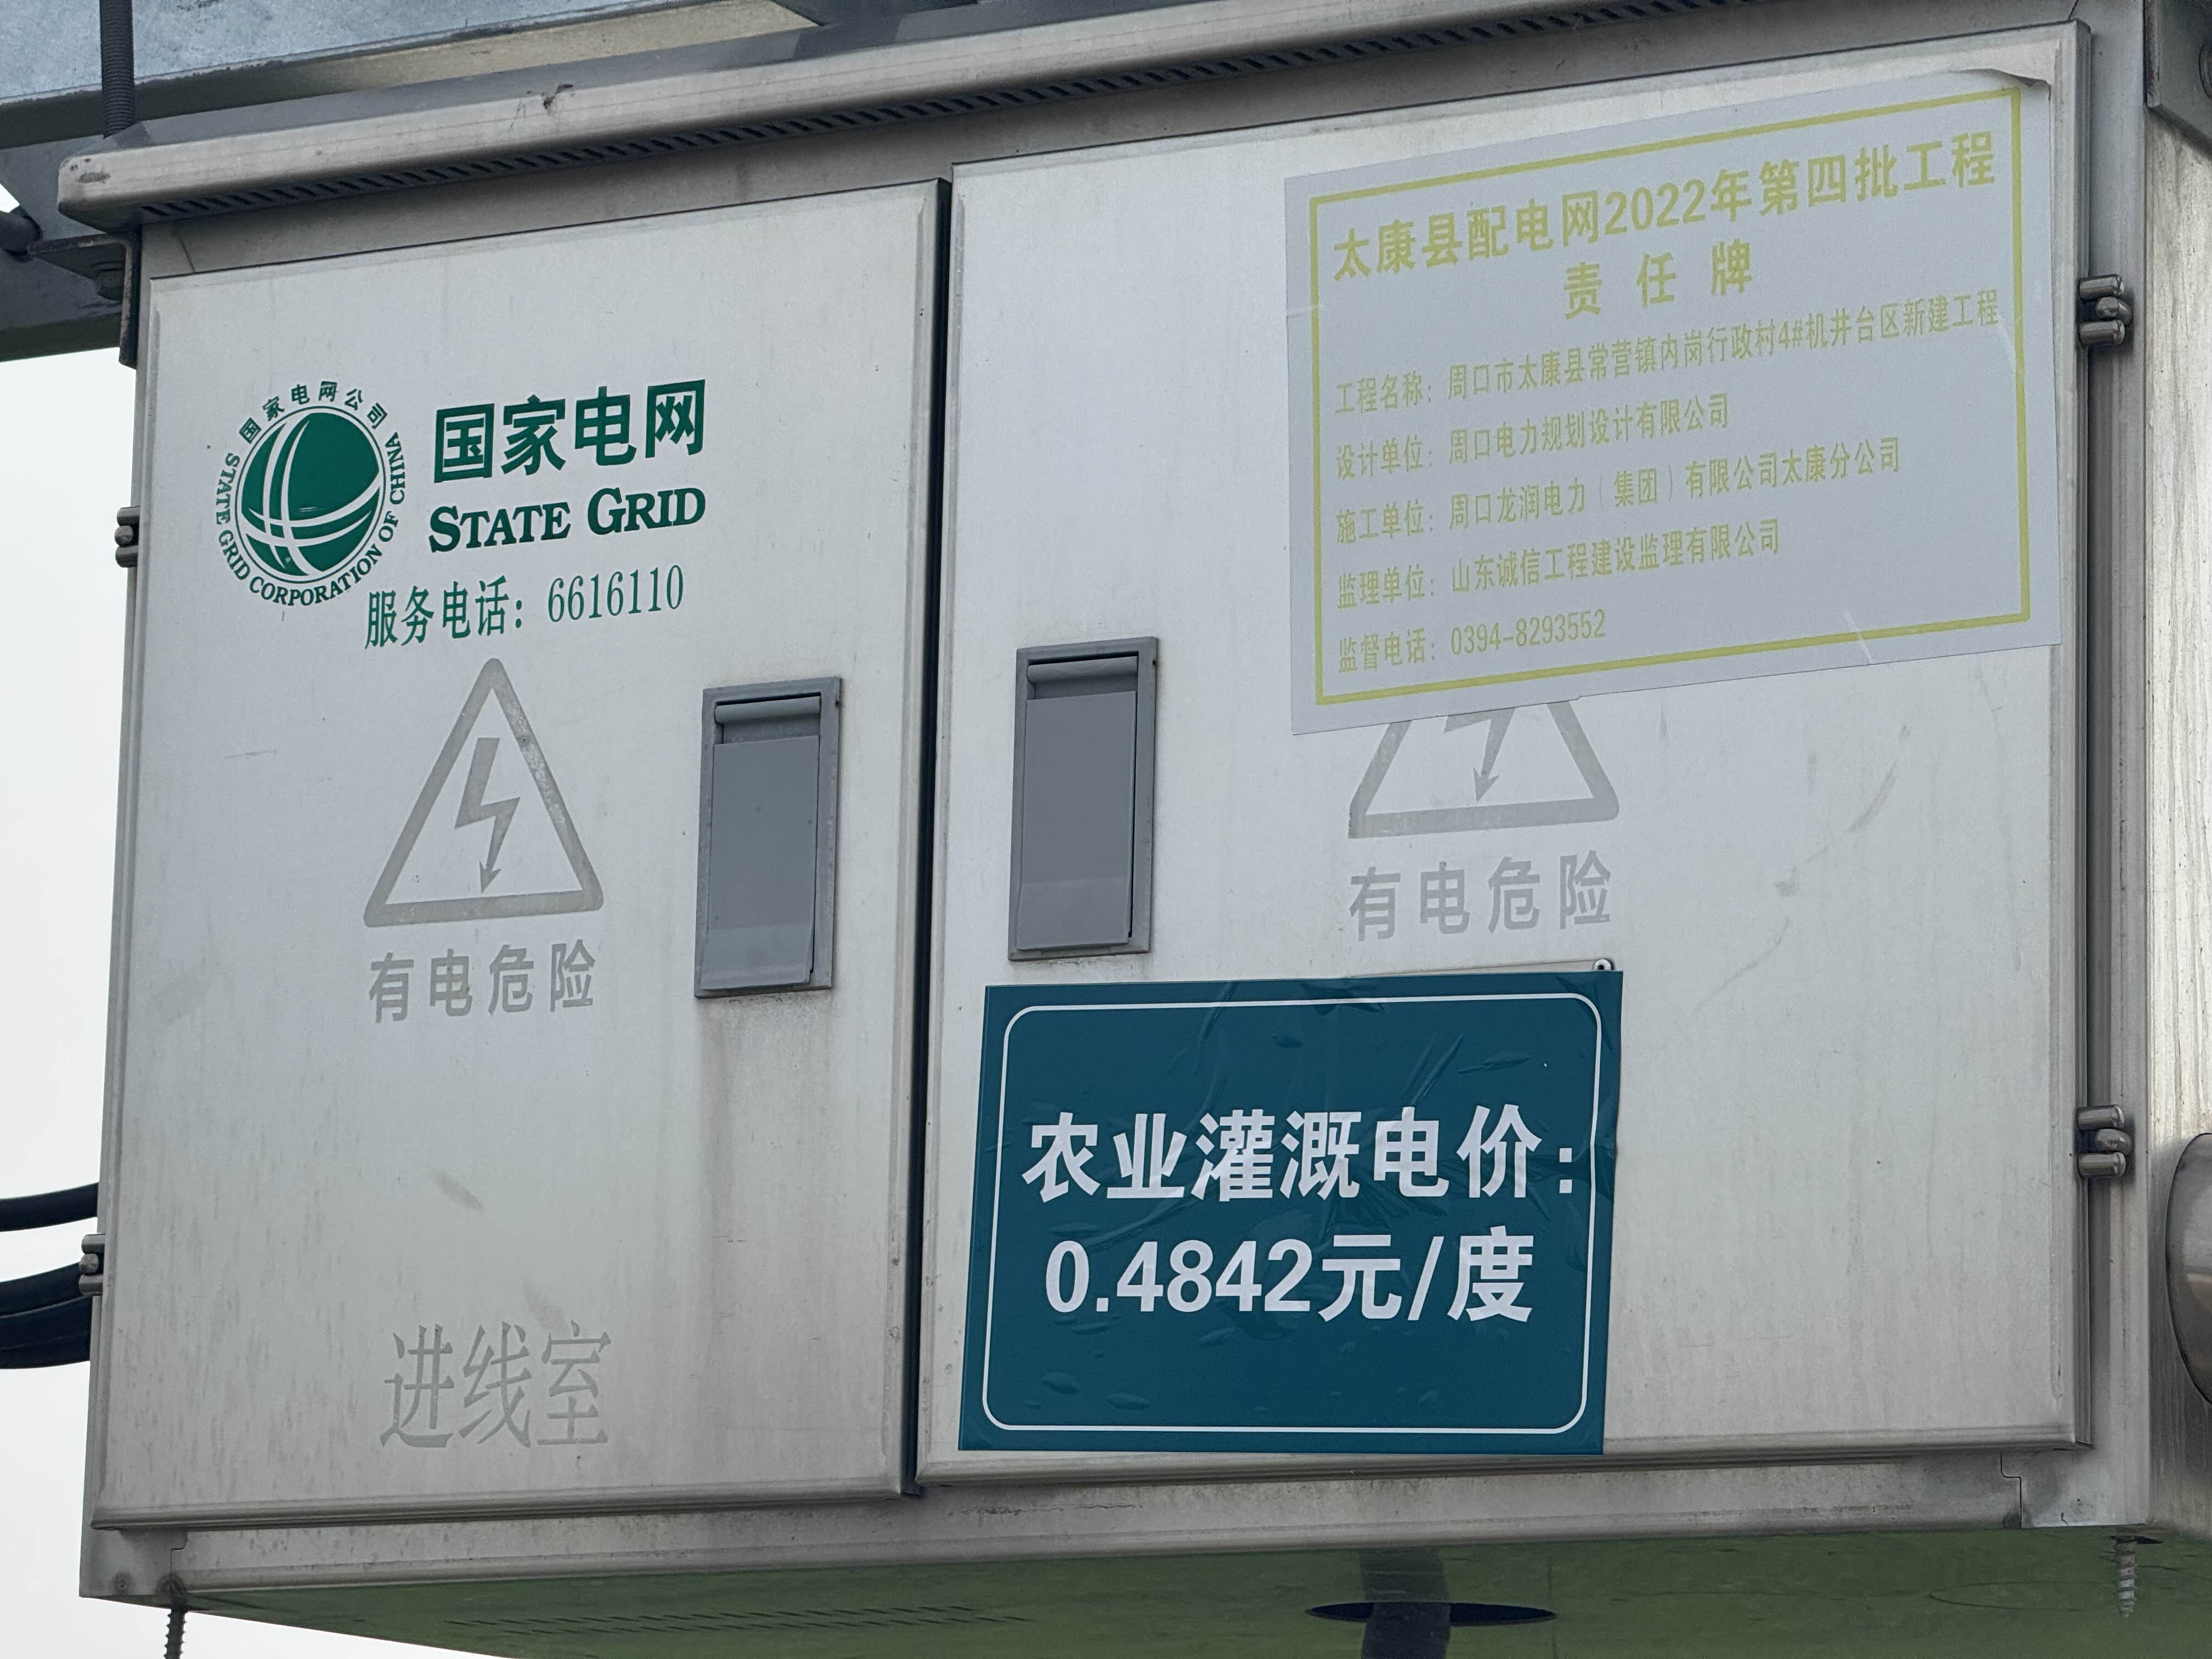 国家电网公司
STATE GRID CORPORATION OF CHINA
国家电网
STATE GRID
服务电话：6616110
有电危险
进线室
太康县配电网2022年第四批工程
责任牌
工程名称：周口市太康县常营镇内岗行政村4#机井台区新建工程
设计单位：周口电力规划设计有限公司
施工单位：周口龙润电力（集团）有限公司太康分公司
监理单位：山东诚信工程建设监理有限公司
监督电话：0394-8293552
有电危险
农业灌溉电价：
0.4842元/度